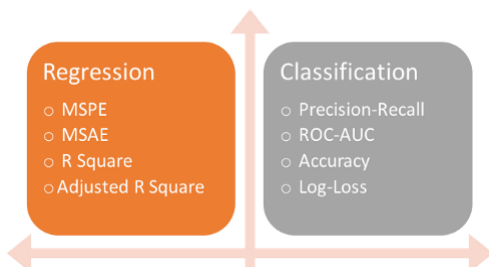 Regression
○ MSPE
○ MSAE
○ R Square
○ Adjusted R Square
Classification
○ Precision-Recall
○ ROC-AUC
○ Accuracy
○ Log-Loss